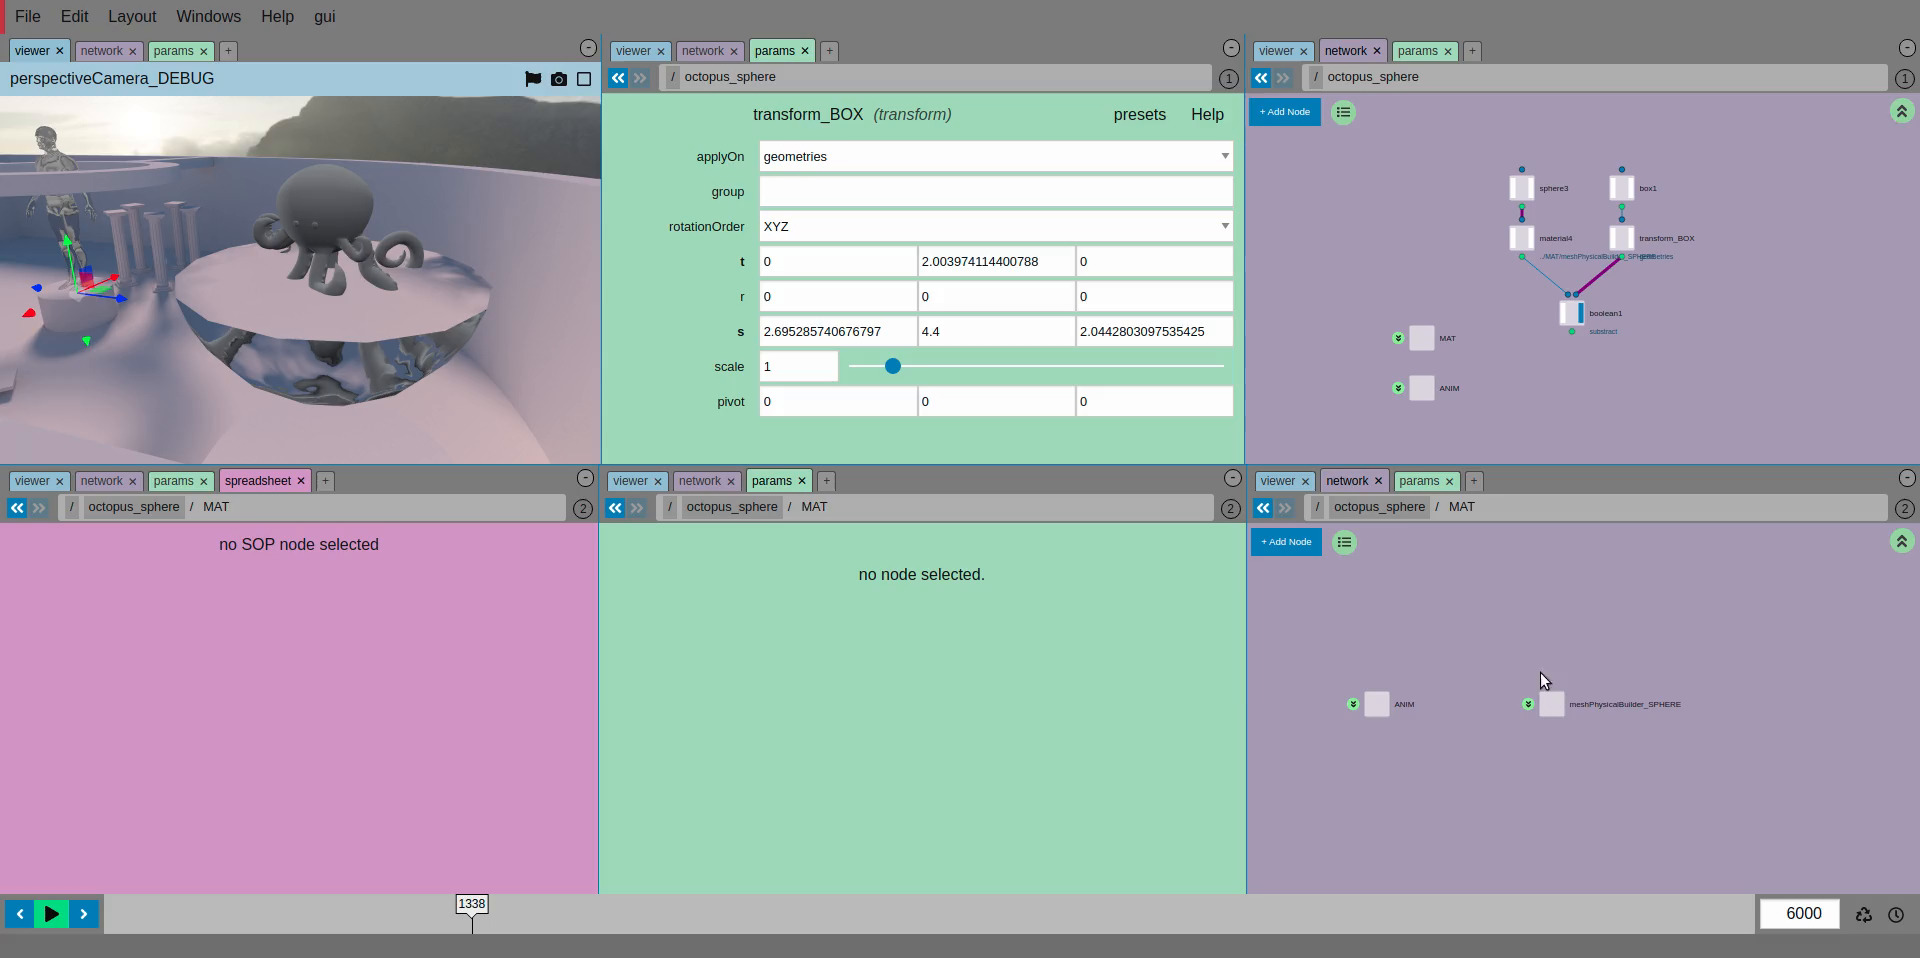 File Edit Layout Windows Help gui
viewer network params +
perspectiveCamera_DEBUG
viewer network params +
/ octopus_sphere 1
transform_BOX (transform) presets Help
applyOn geometries
group
rotationOrder XYZ
t 0 2.003974114400788 0
r 0 0 0
s 2.695285740676797 4.4 2.0442803097535425
scale 1
pivot 0 0 0
viewer network params +
/ octopus_sphere 1
+ Add Node
sphere3 box1
material4 transform_BOX
boolean1
substract
MAT
ANIM
viewer network params spreadsheet +
/ octopus_sphere / MAT 2
no SOP node selected
viewer network params +
/ octopus_sphere / MAT 2
no node selected.
viewer network params +
/ octopus_sphere / MAT 2
+ Add Node
ANIM meshPhysicalBuilder_SPHERE
1338
6000